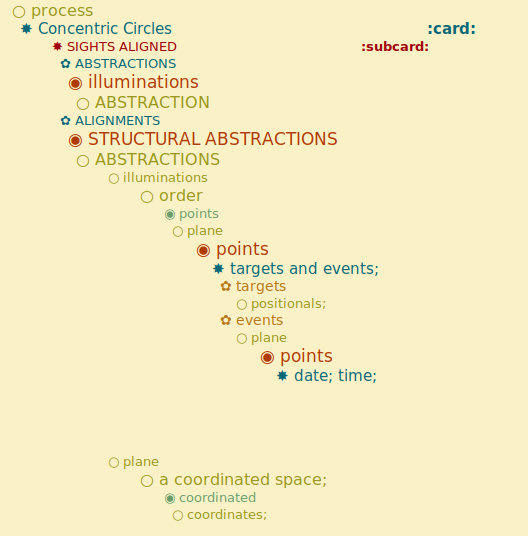 process
Concentric Circles :card:
SIGHTS ALIGNED :subcard:
ABSTRACTIONS
illuminations
ABSTRACTION
ALIGNMENTS
STRUCTURAL ABSTRACTIONS
ABSTRACTIONS
illuminations
order
points
plane
points
targets and events;
targets
positionals;
events
plane
points
date; time;
plane
a coordinated space;
coordinated
coordinates;